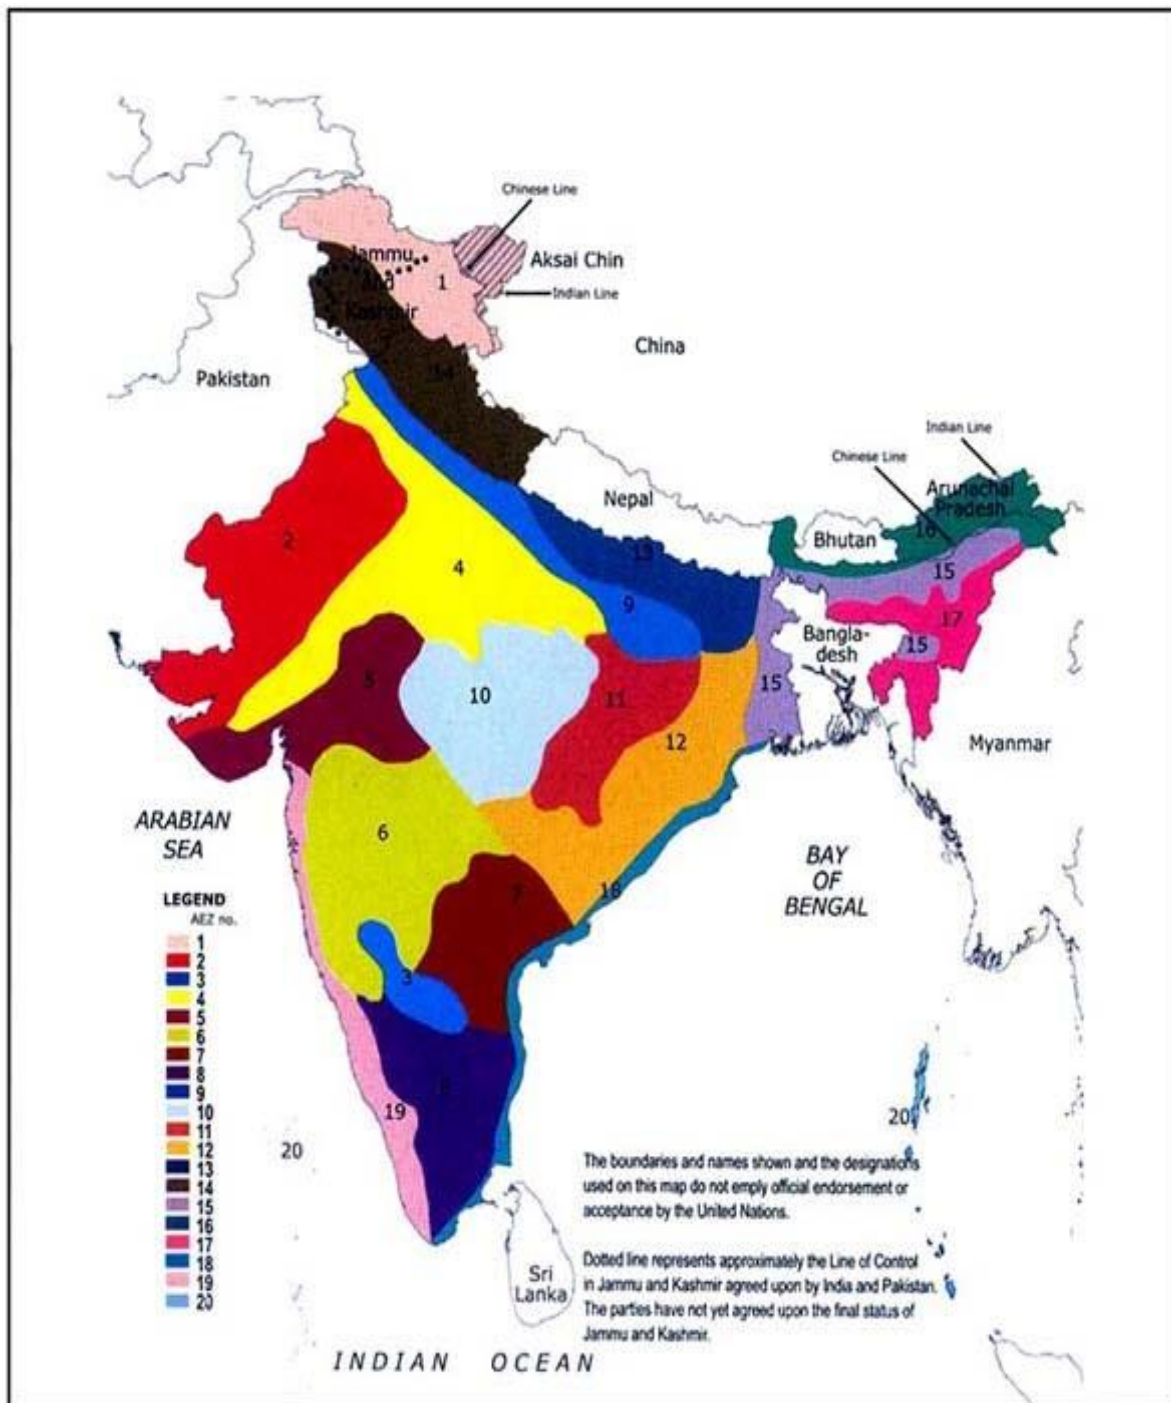 Chinese Line
Jammu
And
Kashmir
1
Aksai Chin
Indian Line
China
Pakistan
14
Indian Line
Chinese Line
Nepal
Arunachal
Pradesh
16
Bhutan
2
4
13
15
9
17
Bangla-
desh
15
5
10
11
15
12
Myanmar
ARABIAN
SEA
6
BAY
OF
BENGAL
7
18
3
8
19
20
20
LEGEND
AEZ no.
1
2
3
4
5
6
7
8
9
10
11
12
13
14
15
16
17
18
19
20
The boundaries and names shown and the designations
used on this map do not emply official endorsement or
acceptance by the United Nations.
Dotted line represents approximately the Line of Control
in Jammu and Kashmir agreed upon by India and Pakistan.
The parties have not yet agreed upon the final status of
Jammu and Kashmir.
Sri
Lanka
INDIAN OCEAN